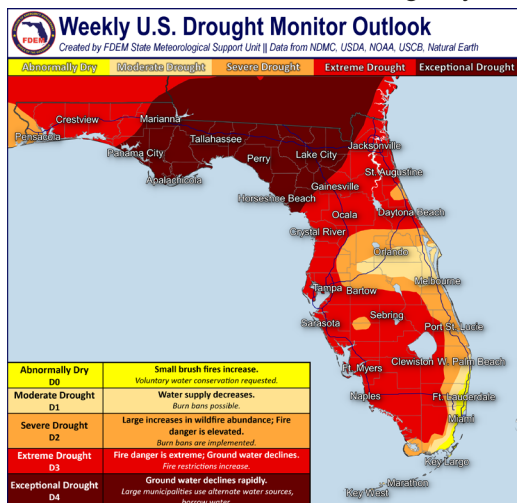 FDEM
Weekly U.S. Drought Monitor Outlook
Created by FDEM State Meteorological Support Unit || Data from NDMC, USDA, NOAA, USCB, Natural Earth
Abnormally Dry Moderate Drought Severe Drought Extreme Drought Exceptional Drought
Crestview
Marianna
Pensacola
Tallahassee
Jacksonville
Panama City
Perry
Lake City
Apalachicola
St. Augustine
Gainesville
Horseshoe Beach
Ocala
Daytona Beach
Crystal River
Orlando
Melbourne
Tampa
Bartow
Sebring
Sarasota
Port St. Lucie
Clewiston
W. Palm Beach
Ft. Myers
Naples
Ft. Lauderdale
Miami
Key Largo
Marathon
Key West
Abnormally Dry
D0
Small brush fires increase.
Voluntary water conservation requested.
Moderate Drought
D1
Water supply decreases.
Burn bans possible.
Severe Drought
D2
Large increases in wildfire abundance; Fire
danger is elevated.
Burn bans are implemented.
Extreme Drought
D3
Fire danger is extreme; Ground water declines.
Fire restrictions increase.
Exceptional Drought
D4
Ground water declines rapidly.
Large municipalities use alternate water sources,
borrow water